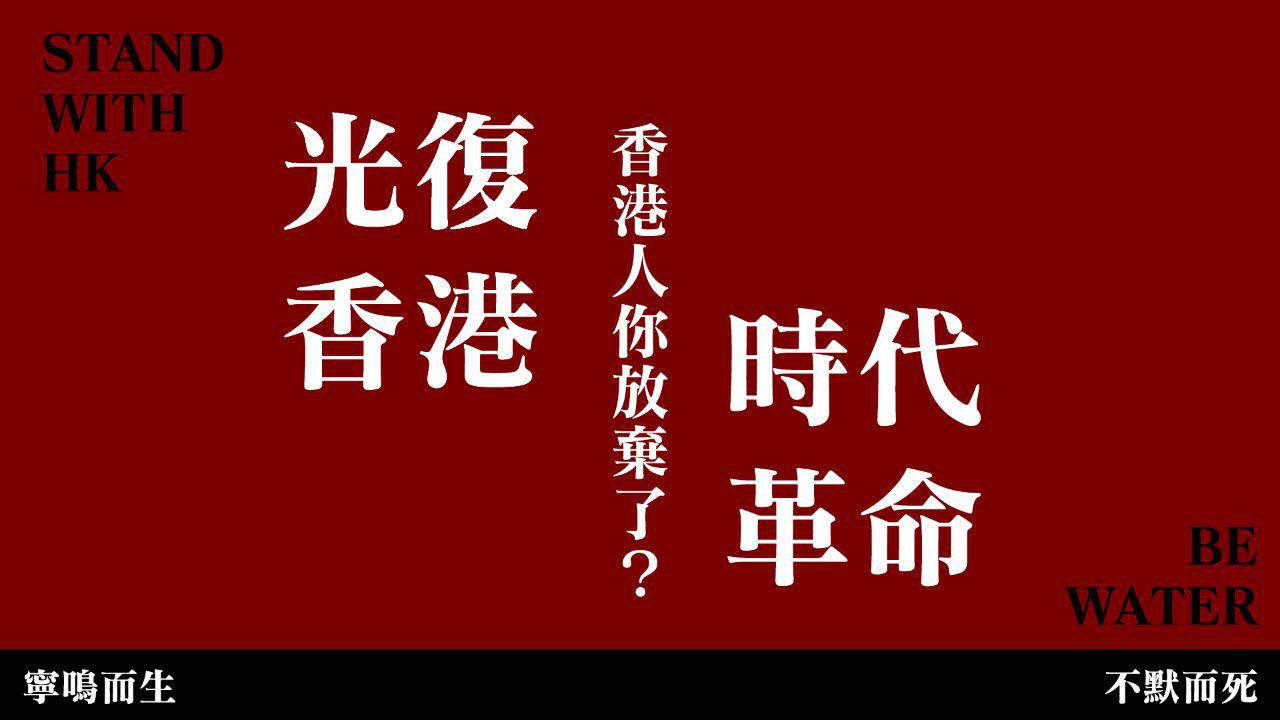 STAND
WITH
HK
光復
香港
香港人你放棄了？
時代
革命
BE
WATER
寧鳴而生
不默而死